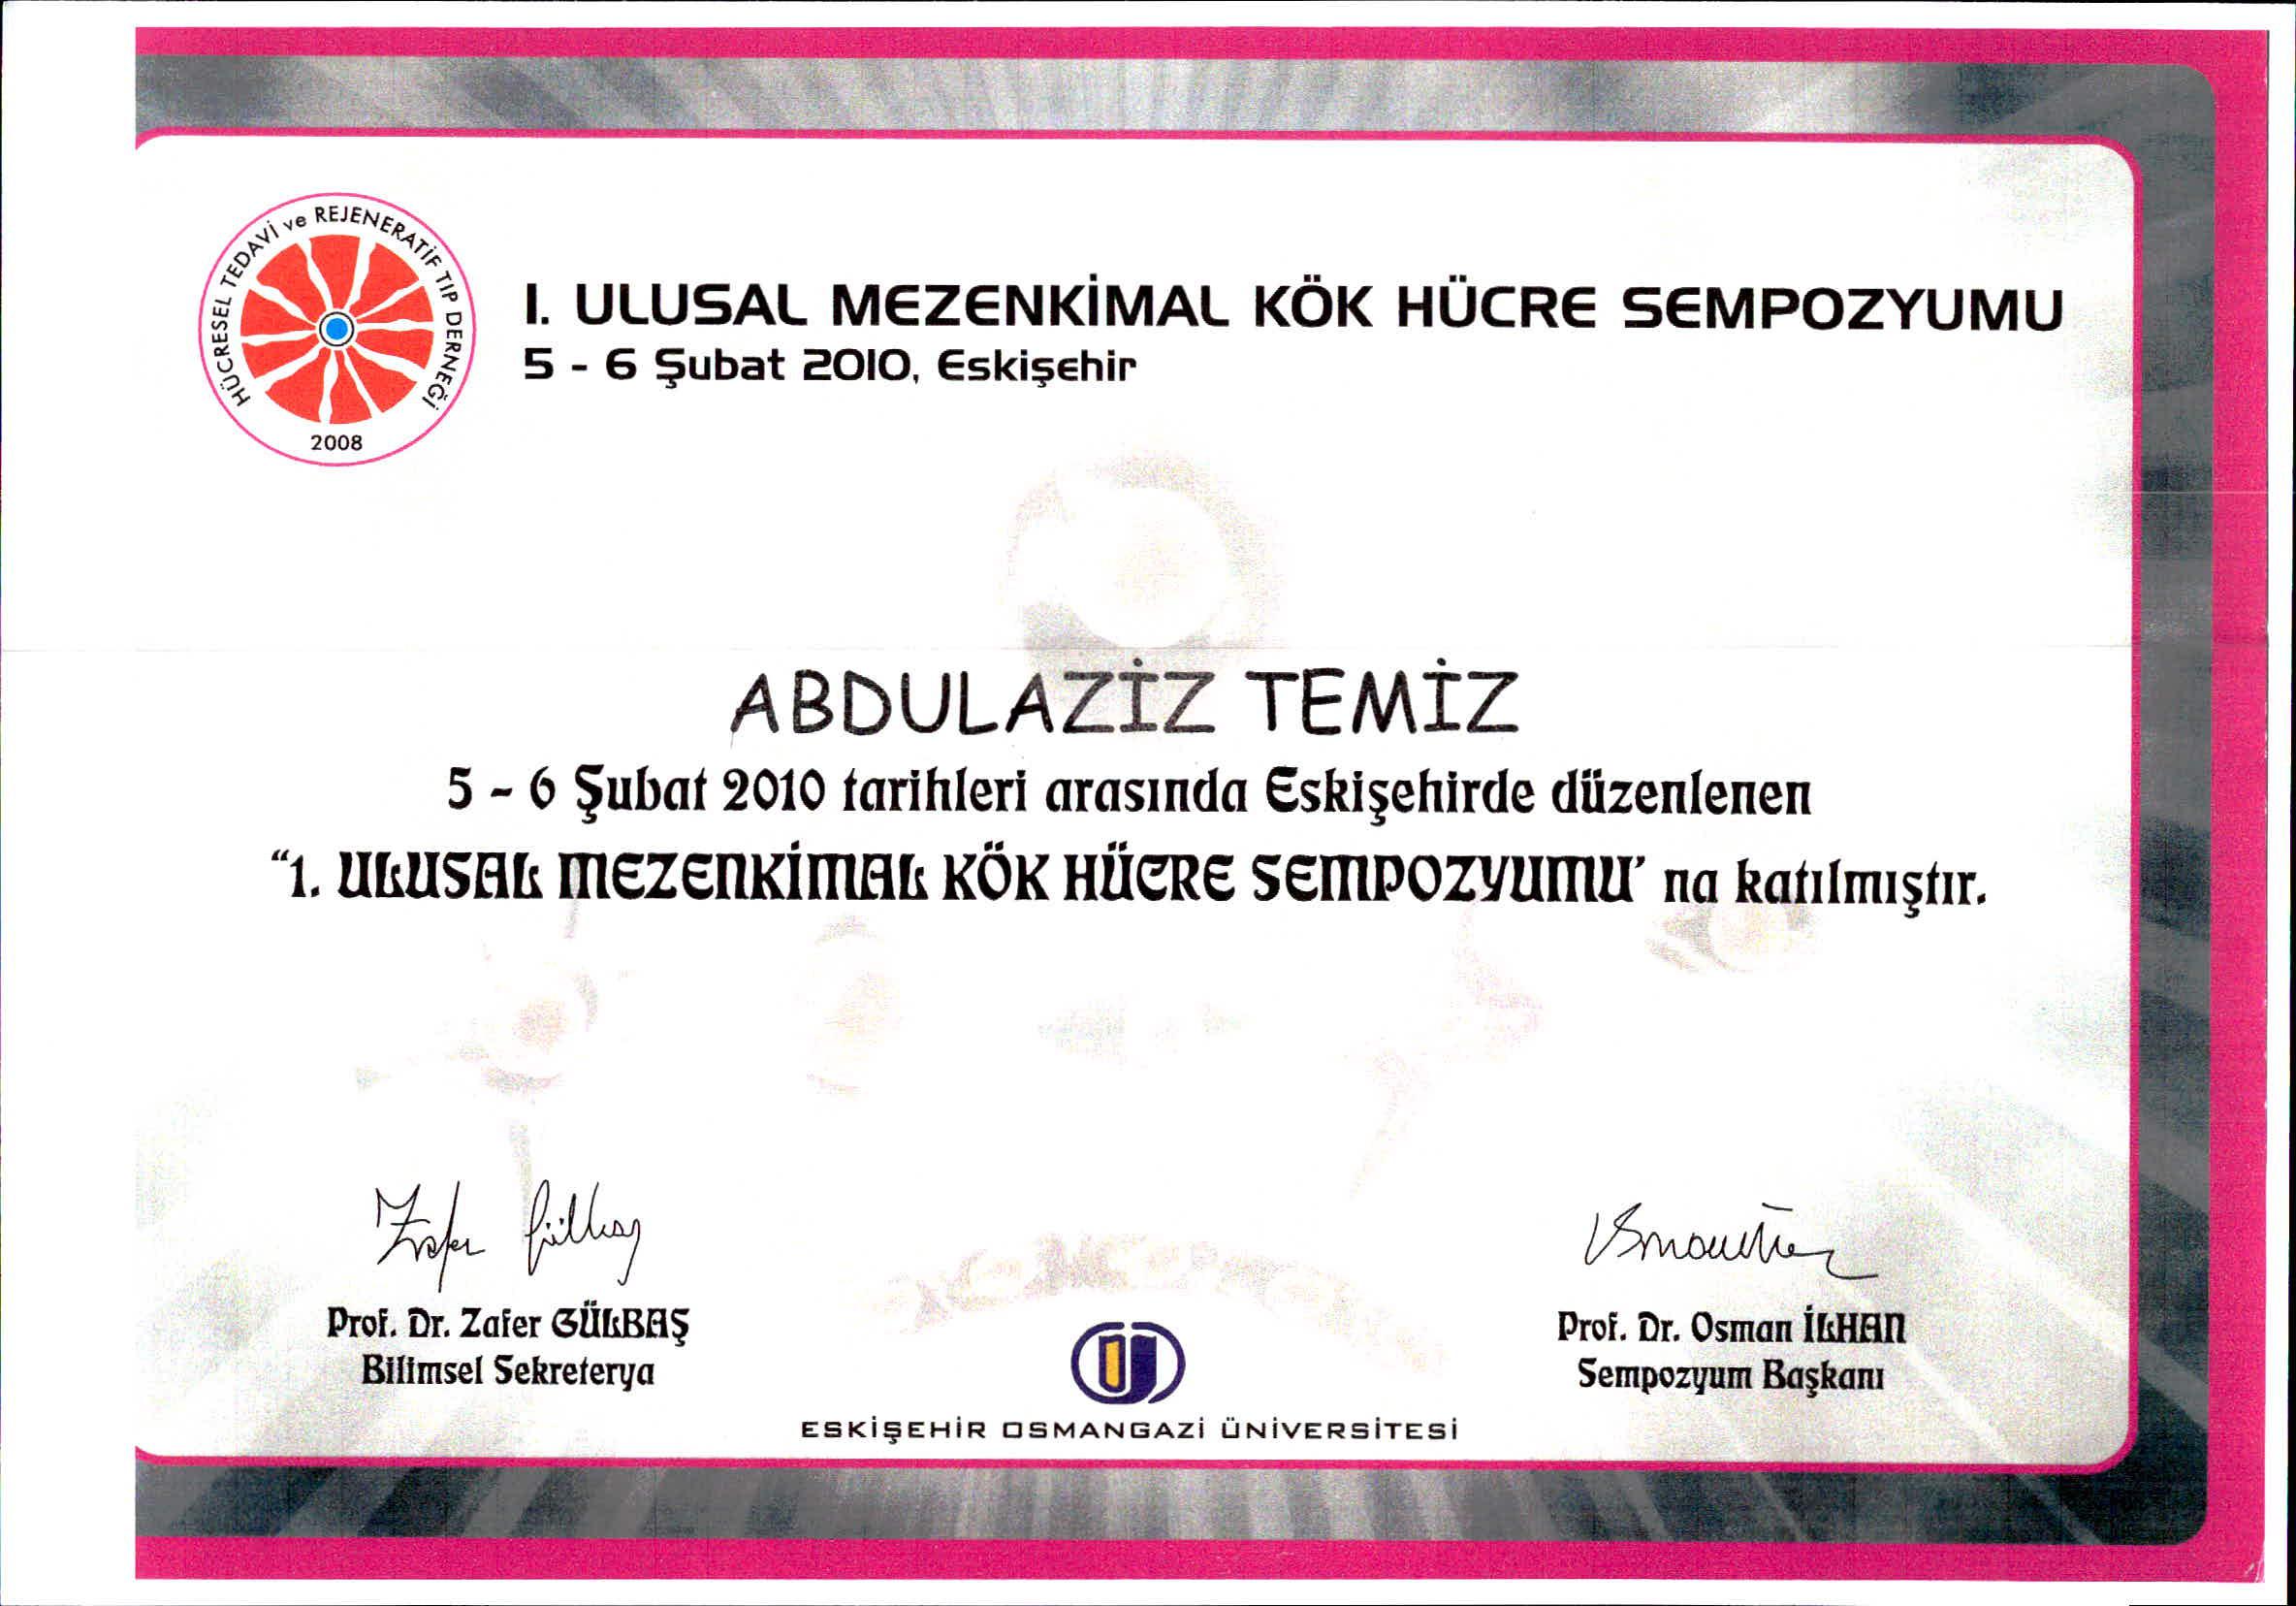 HÜCRESEL TEDAVİ ve REJENERATİF TIP DERNEĞİ
2008
I. ULUSAL MEZENKİMAL KÖK HÜCRE SEMPOZYUMU
5 - 6 Şubat 2010, Eskişehir
ABDULAZİZ TEMİZ
5 - 6 Şubat 2010 tarihleri arasında Eskişehirde düzenlenen
“1. ULUSAL MEZENKİMAL KÖK HÜCRE SEMPOZYUMU’ na katılmıştır.
Zafer Gülbaş
Prof. Dr. Zafer GÜLBAŞ
Bilimsel Sekreterya
Prof. Dr. Osman İLHAN
Sempozyum Başkanı
ESKİŞEHİR OSMANGAZİ ÜNİVERSİTESİ